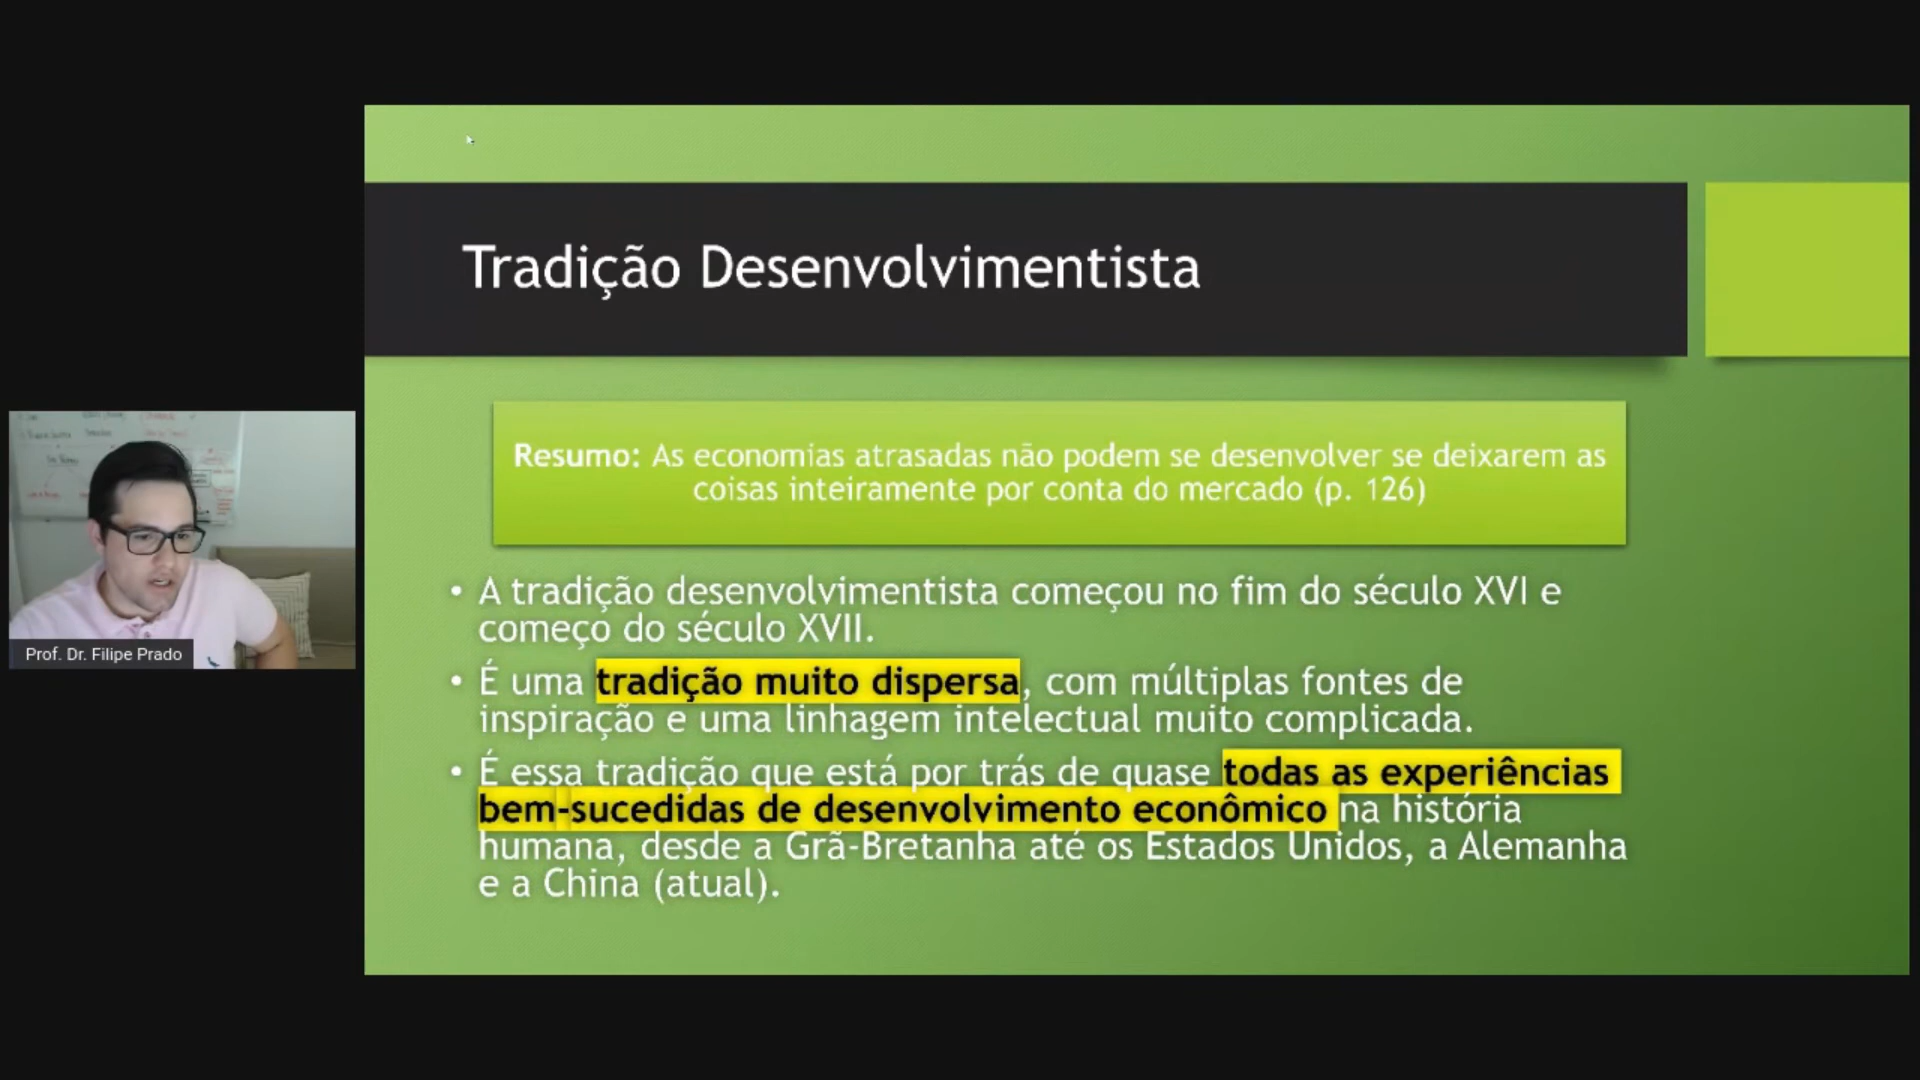 Tradição Desenvolvimentista
Resumo: As economias atrasadas não podem se desenvolver se deixarem as
coisas inteiramente por conta do mercado (p. 126)
• A tradição desenvolvimentista começou no fim do século XVI e
começo do século XVII.
• É uma tradição muito dispersa, com múltiplas fontes de
inspiração e uma linhagem intelectual muito complicada.
• É essa tradição que está por trás de quase todas as experiências
bem-sucedidas de desenvolvimento econômico na história
humana, desde a Grã-Bretanha até os Estados Unidos, a Alemanha
e a China (atual).
Prof. Dr. Filipe Prado